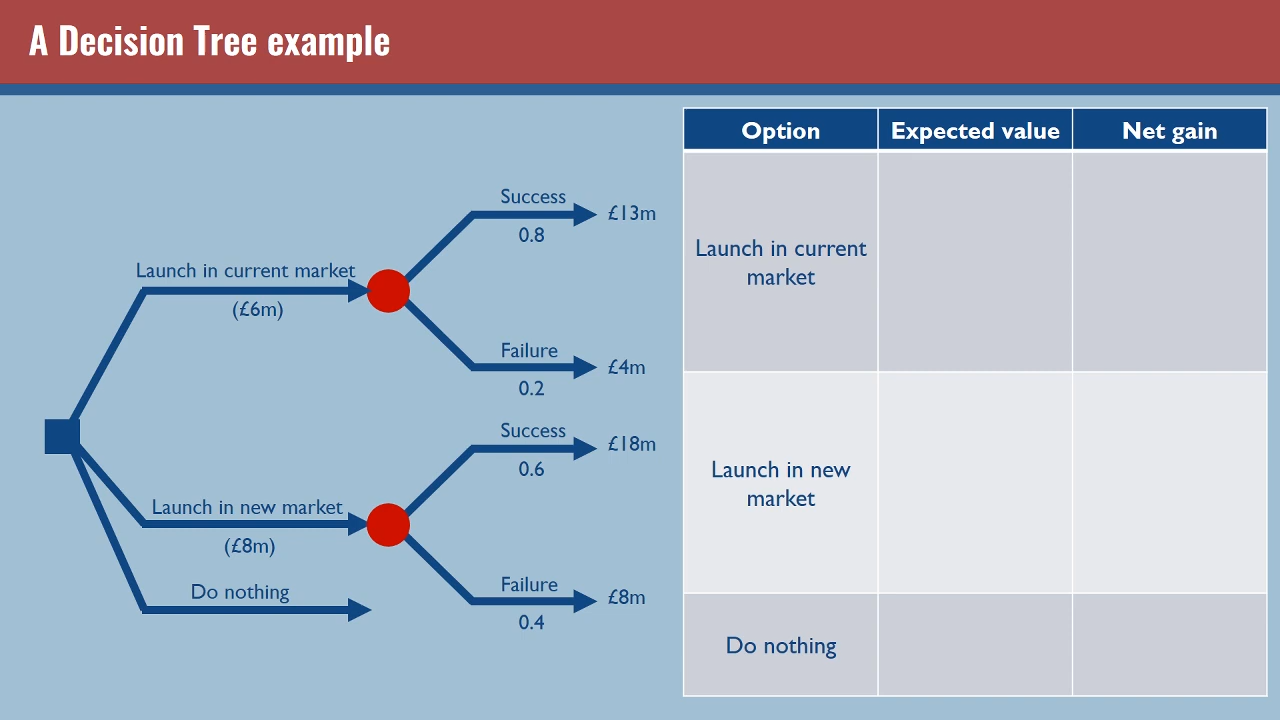 A Decision Tree example
Success
£13m
0.8
Launch in current market
(£6m)
Failure
£4m
0.2
Success
£18m
0.6
Launch in new market
(£8m)
Failure
£8m
0.4
Do nothing
Option Expected value Net gain
Launch in current
market
Launch in new
market
Do nothing